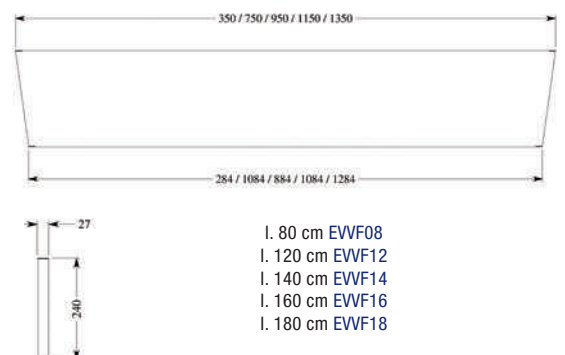 350 / 750 / 950 / 1150 / 1350
284 / 1084 / 884 / 1084 / 1284
27
240
l. 80 cm EVVF08
l. 120 cm EVVF12
l. 140 cm EVVF14
l. 160 cm EVVF16
l. 180 cm EVVF18